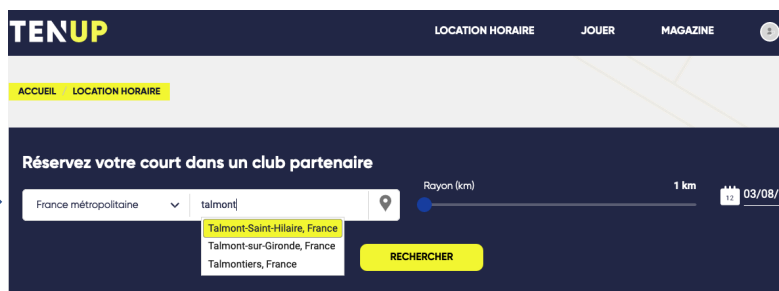 TENUP
LOCATION HORAIRE JOUER MAGAZINE
ACCUEIL / LOCATION HORAIRE
Réservez votre court dans un club partenaire
Rayon (km) 1 km
France métropolitaine talmont 12 03/08/
Talmont-Saint-Hilaire, France
Talmont-sur-Gironde, France
Talmontiers, France
RECHERCHER